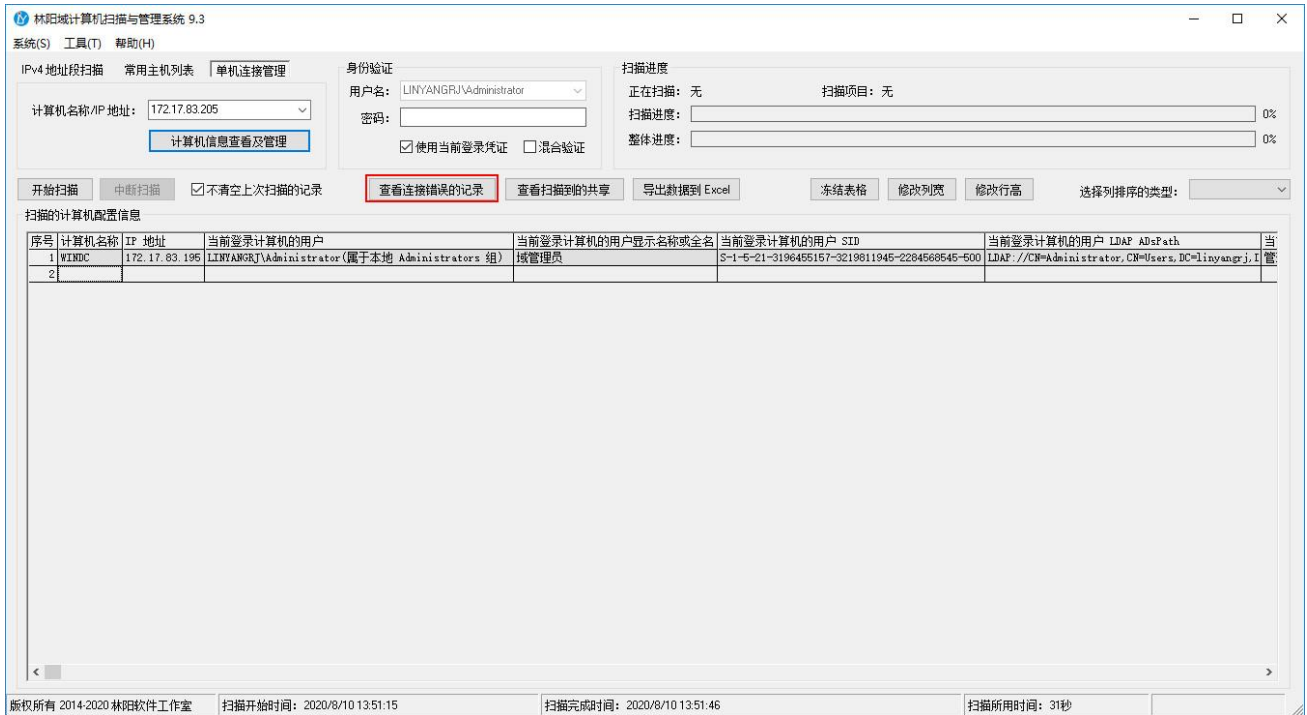 林阳域计算机扫描与管理系统 9.3
系统(S) 工具(T) 帮助(H)
IPv4 地址段扫描 常用主机列表 单机连接管理
计算机名称/IP 地址： 172.17.83.205
计算机信息查看及管理
身份验证
用户名： LINYANGRJ\Administrator
密码：
使用当前登录凭证 混合验证
扫描进度
正在扫描： 无 扫描项目： 无
扫描进度： 0%
整体进度： 0%
开始扫描 中断扫描 不清空上次扫描的记录 查看连接错误的记录 查看扫描到的共享 导出数据到 Excel 冻结表格 修改列宽 修改行高 选择列排序的类型：
扫描的计算机配置信息
序号 计算机名称 IP 地址 当前登录计算机的用户 当前登录计算机的用户显示名称或全名 当前登录计算机的用户 SID 当前登录计算机的用户 LDAP ADsPath 当
1 WINDC 172.17.83.195 LINYANGRJ\Administrator(属于本地 Administrators 组) 域管理员 S-1-5-21-3196455157-3219811945-2284568545-500 LDAP://CN=Administrator,CN=Users,DC=linyangrj,I 管
2
版权所有 2014-2020 林阳软件工作室 扫描开始时间： 2020/8/10 13:51:15 扫描完成时间： 2020/8/10 13:51:46 扫描所用时间： 31秒